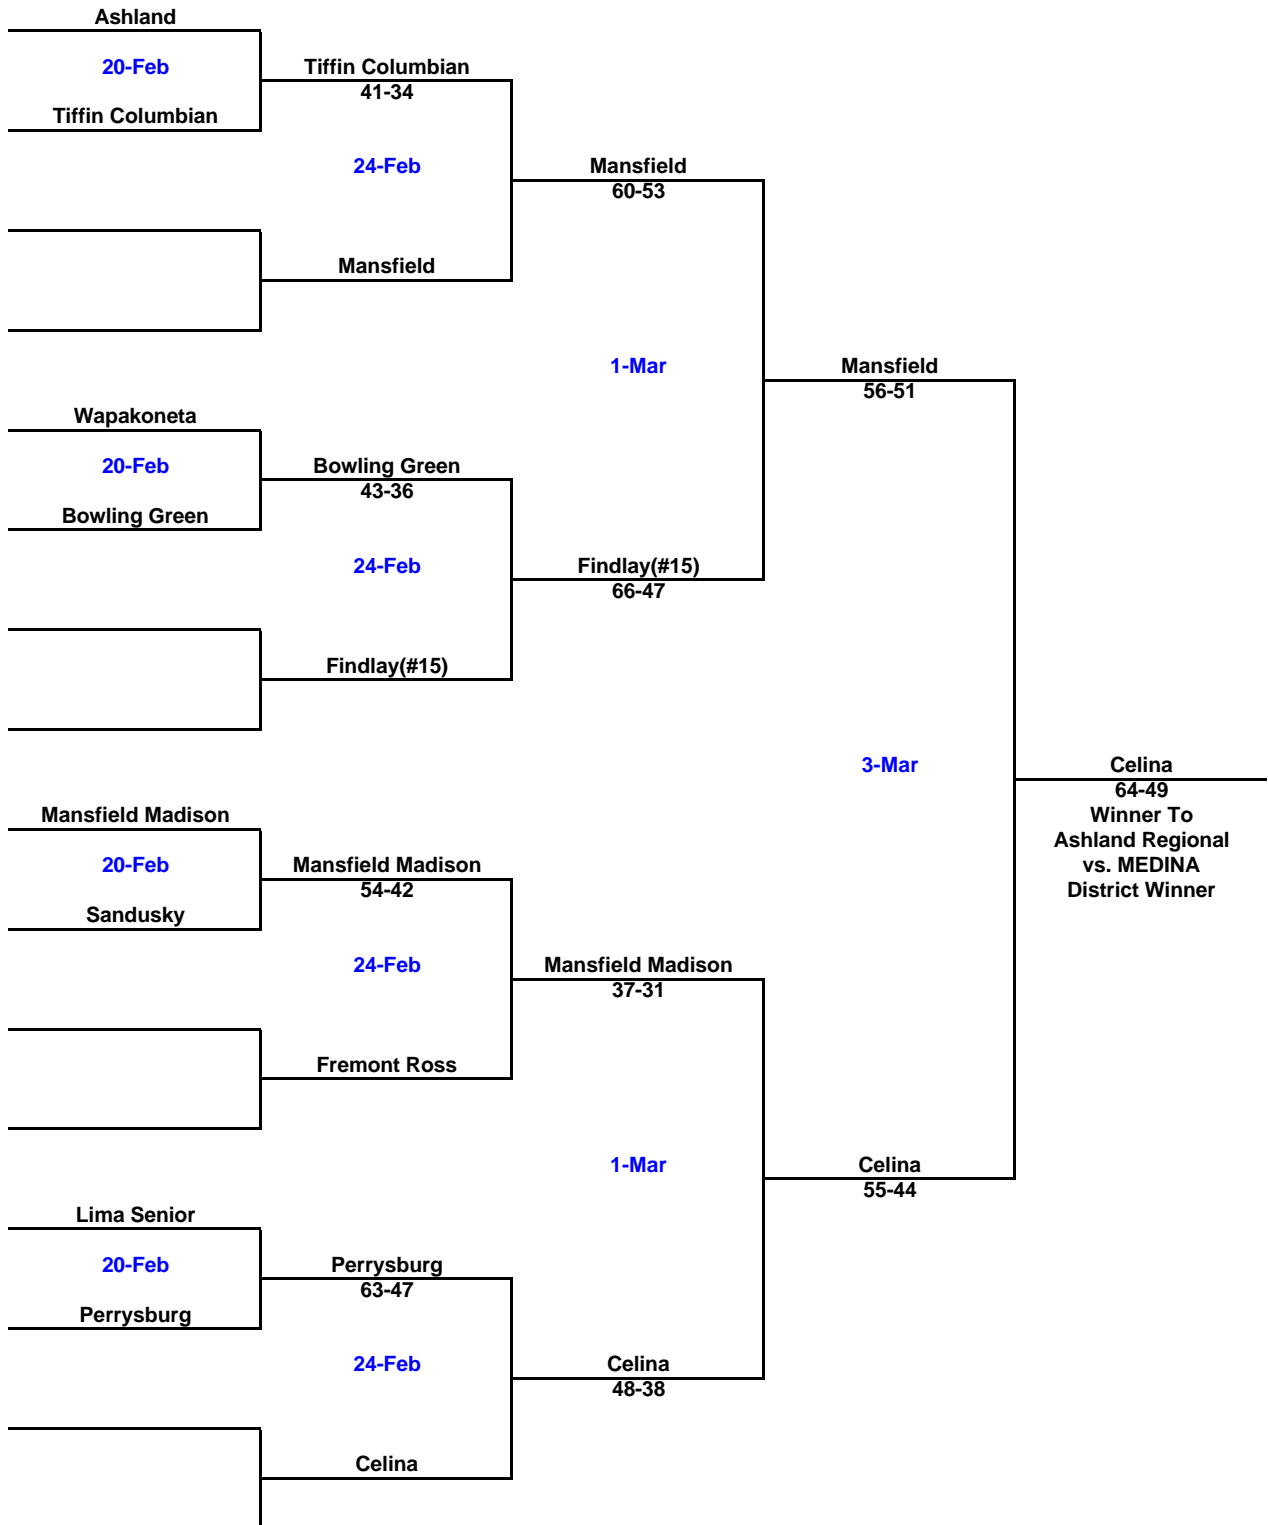 Ashland
20-Feb
Tiffin Columbian
Tiffin Columbian
41-34
24-Feb
Mansfield
60-53
Mansfield
1-Mar
Mansfield
56-51
Wapakoneta
20-Feb
Bowling Green
Bowling Green
43-36
24-Feb
Findlay(#15)
66-47
Findlay(#15)
3-Mar
Celina
64-49
Winner To
Ashland Regional
vs. MEDINA
District Winner
Mansfield Madison
20-Feb
Sandusky
Mansfield Madison
54-42
24-Feb
Mansfield Madison
37-31
Fremont Ross
1-Mar
Celina
55-44
Lima Senior
20-Feb
Perrysburg
Perrysburg
63-47
24-Feb
Celina
48-38
Celina